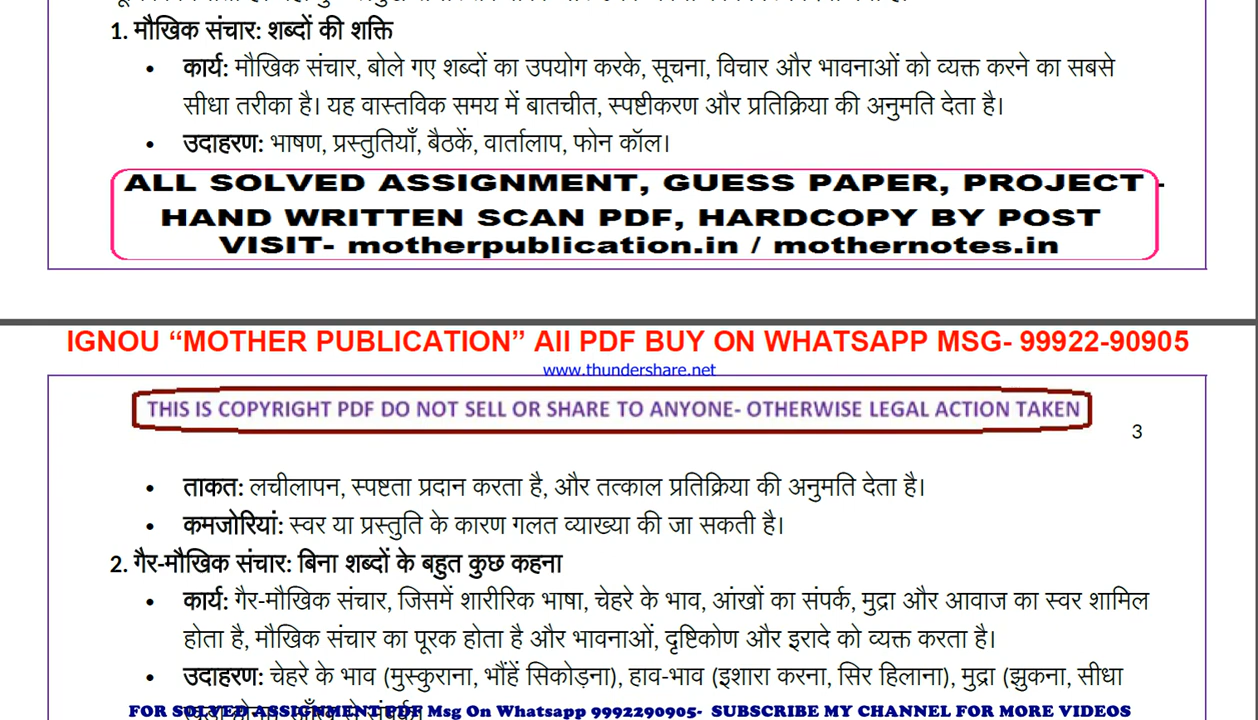 1. मौखिक संचार: शब्दों की शक्ति
• कार्य: मौखिक संचार, बोले गए शब्दों का उपयोग करके, सूचना, विचार और भावनाओं को व्यक्त करने का सबसे
सीधा तरीका है। यह वास्तविक समय में बातचीत, स्पष्टीकरण और प्रतिक्रिया की अनुमति देता है।
• उदाहरण: भाषण, प्रस्तुतियाँ, बैठकें, वार्तालाप, फोन कॉल।
ALL SOLVED ASSIGNMENT, GUESS PAPER, PROJECT -
HAND WRITTEN SCAN PDF, HARDCOPY BY POST
VISIT- motherpublication.in / mothernotes.in
IGNOU “MOTHER PUBLICATION” All PDF BUY ON WHATSAPP MSG- 99922-90905
www.thundershare.net
THIS IS COPYRIGHT PDF DO NOT SELL OR SHARE TO ANYONE- OTHERWISE LEGAL ACTION TAKEN
3
• ताकत: लचीलापन, स्पष्टता प्रदान करता है, और तत्काल प्रतिक्रिया की अनुमति देता है।
• कमजोरियां: स्वर या प्रस्तुति के कारण गलत व्याख्या की जा सकती है।
2. गैर-मौखिक संचार: बिना शब्दों के बहुत कुछ कहना
• कार्य: गैर-मौखिक संचार, जिसमें शारीरिक भाषा, चेहरे के भाव, आंखों का संपर्क, मुद्रा और आवाज का स्वर शामिल
होता है, मौखिक संचार का पूरक होता है और भावनाओं, दृष्टिकोण और इरादे को व्यक्त करता है।
• उदाहरण: चेहरे के भाव (मुस्कुराना, भौंहें सिकोड़ना), हाव-भाव (इशारा करना, सिर हिलाना), मुद्रा (झुकना, सीधा
FOR SOLVED ASSIGNMENT PDF Msg On Whatsapp 9992290905- SUBSCRIBE MY CHANNEL FOR MORE VIDEOS